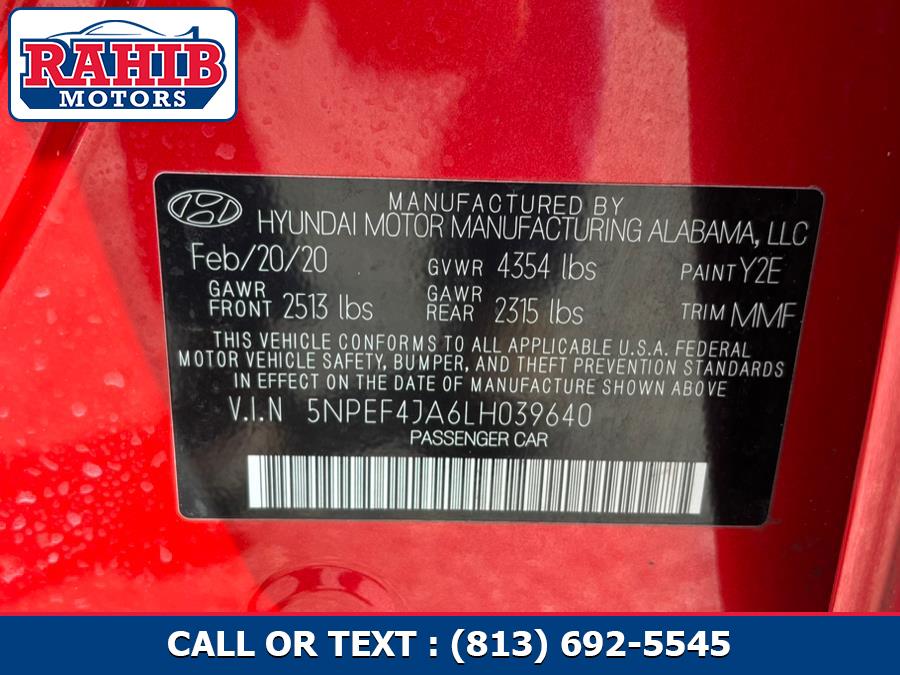 RAHIB
MOTORS
MANUFACTURED BY
HYUNDAI MOTOR MANUFACTURING ALABAMA, LLC
Feb/20/20 GVWR 4354 lbs PAINT Y2E
GAWR FRONT 2513 lbs GAWR REAR 2315 lbs TRIM MMF
THIS VEHICLE CONFORMS TO ALL APPLICABLE U.S.A. FEDERAL
MOTOR VEHICLE SAFETY, BUMPER, AND THEFT PREVENTION STANDARDS
IN EFFECT ON THE DATE OF MANUFACTURE SHOWN ABOVE
V.I.N 5NPEF4JA6LH039640
PASSENGER CAR
CALL OR TEXT : (813) 692-5545